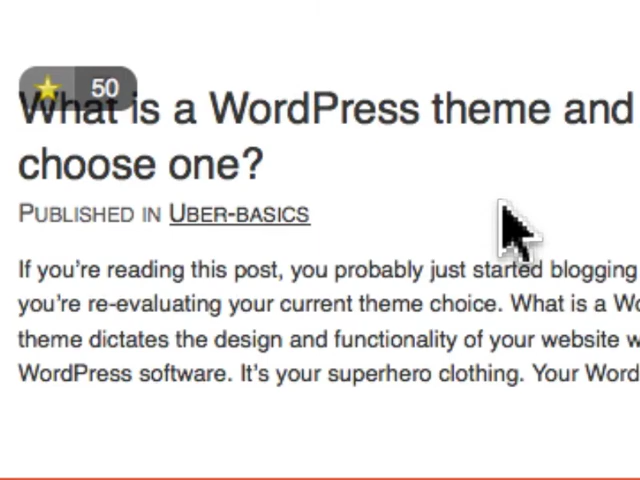 50
What is a WordPress theme and
choose one?
PUBLISHED IN UBER-BASICS
If you're reading this post, you probably just started blogging
you're re-evaluating your current theme choice. What is a
theme dictates the design and functionality of your website
WordPress software. It's your superhero clothing. Your Word